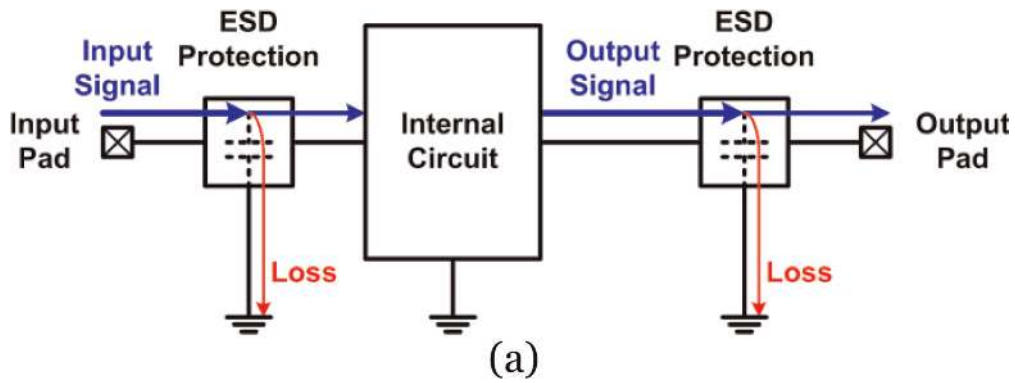 Input
Signal
ESD
Protection
Output
Signal
ESD
Protection
Input
Pad
Internal
Circuit
Output
Pad
Loss
Loss
(a)